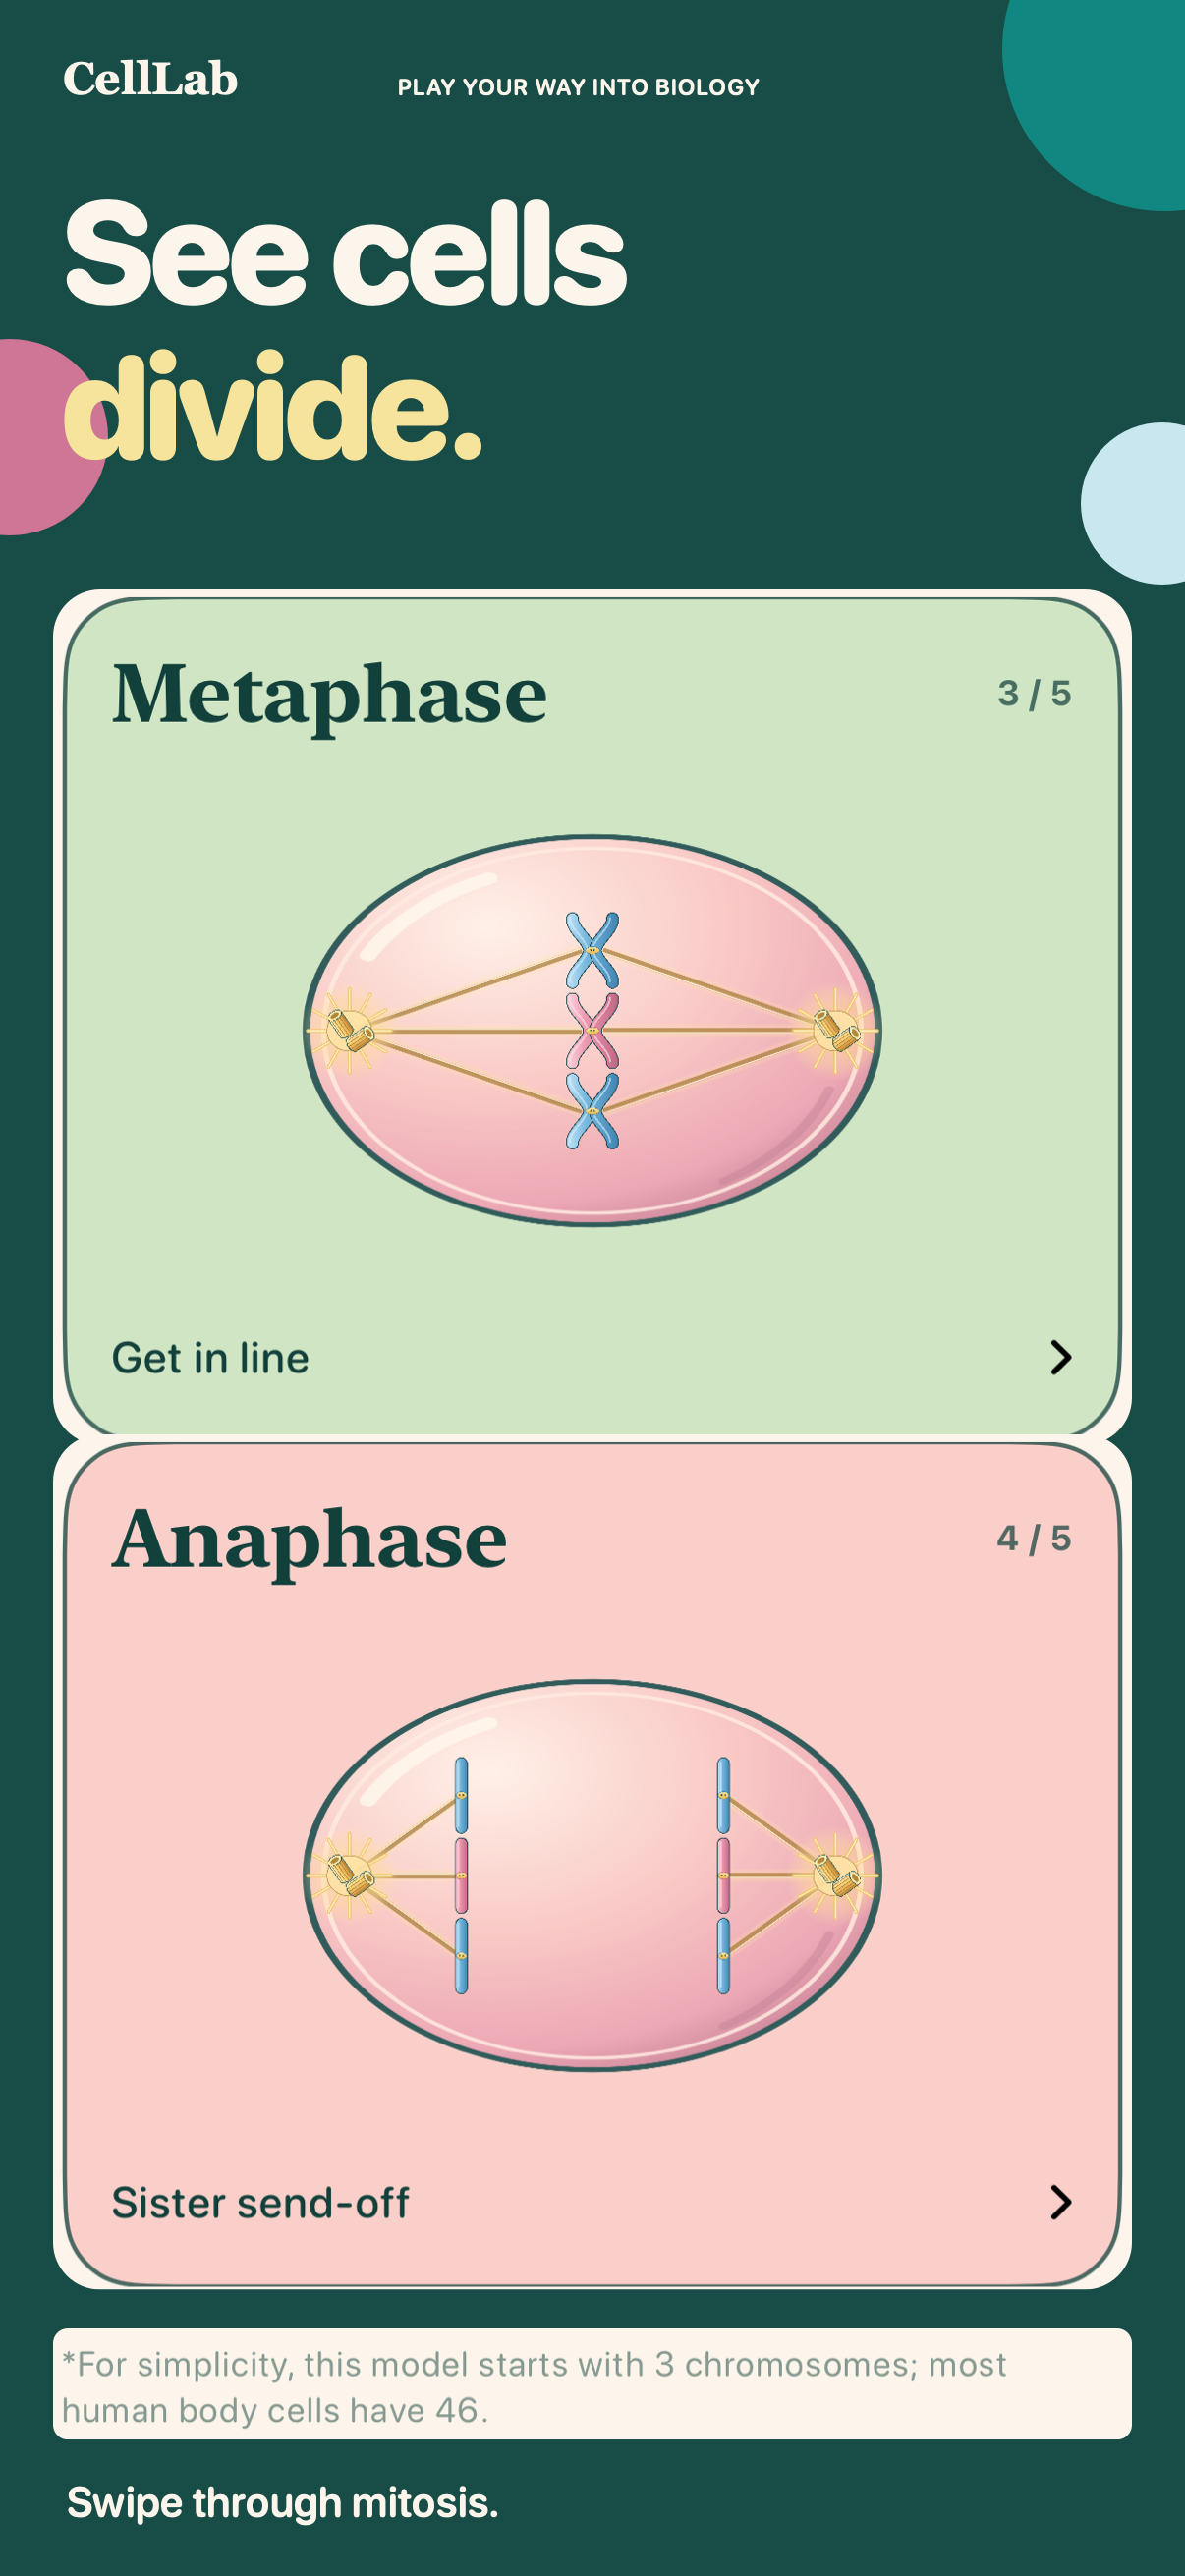 CellLab
PLAY YOUR WAY INTO BIOLOGY
See cells
divide.
Metaphase
3 / 5
Get in line
Anaphase
4 / 5
Sister send-off
*For simplicity, this model starts with 3 chromosomes; most
human body cells have 46.
Swipe through mitosis.